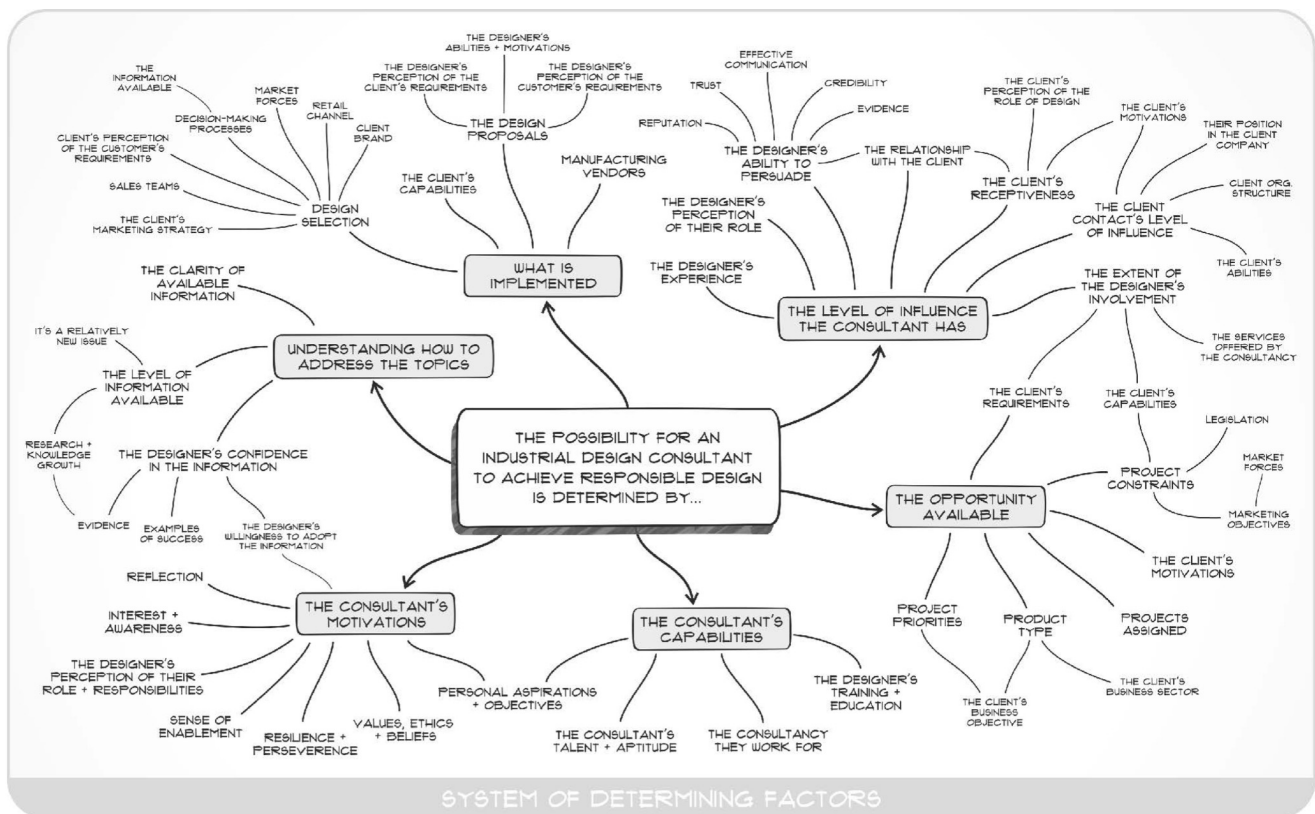 THE DESIGNER'S
ABILITIES + MOTIVATIONS
THE DESIGNER'S
PERCEPTION OF THE
CLIENT'S REQUIREMENTS
THE DESIGNER'S
PERCEPTION OF THE
CUSTOMER'S REQUIREMENTS
THE DESIGN
PROPOSALS
THE
INFORMATION
AVAILABLE
DECISION-MAKING
PROCESSES
MARKET
FORCES
RETAIL
CHANNEL
CLIENT
BRAND
CLIENT'S PERCEPTION
OF THE CUSTOMER'S
REQUIREMENTS
SALES TEAMS
THE CLIENT'S
MARKETING STRATEGY
DESIGN
SELECTION
THE CLIENT'S
CAPABILITIES
MANUFACTURING
VENDORS
WHAT IS
IMPLEMENTED
EFFECTIVE
COMMUNICATION
TRUST
CREDIBILITY
REPUTATION
EVIDENCE
THE DESIGNER'S
ABILITY TO
PERSUADE
THE RELATIONSHIP
WITH THE CLIENT
THE CLIENT'S
PERCEPTION OF THE
ROLE OF DESIGN
THE CLIENT'S
MOTIVATIONS
THE CLIENT'S
RECEPTIVENESS
THEIR POSITION
IN THE CLIENT
COMPANY
CLIENT ORG.
STRUCTURE
THE CLIENT
CONTACT'S LEVEL
OF INFLUENCE
THE CLIENT'S
ABILITIES
THE DESIGNER'S
PERCEPTION
OF THEIR ROLE
THE DESIGNER'S
EXPERIENCE
THE LEVEL OF INFLUENCE
THE CONSULTANT HAS
THE EXTENT OF
THE DESIGNER'S
INVOLVEMENT
THE SERVICES
OFFERED BY
THE CONSULTANCY
THE CLIENT'S
REQUIREMENTS
THE CLIENT'S
CAPABILITIES
LEGISLATION
PROJECT
CONSTRAINTS
MARKET
FORCES
MARKETING
OBJECTIVES
THE OPPORTUNITY
AVAILABLE
THE CLIENT'S
MOTIVATIONS
PROJECTS
ASSIGNED
PROJECT
PRIORITIES
PRODUCT
TYPE
THE CLIENT'S
BUSINESS SECTOR
THE CLIENT'S
BUSINESS
OBJECTIVE
THE CLARITY OF
AVAILABLE
INFORMATION
UNDERSTANDING HOW TO
ADDRESS THE TOPICS
IT'S A RELATIVELY
NEW ISSUE
THE LEVEL OF
INFORMATION
AVAILABLE
RESEARCH +
KNOWLEDGE
GROWTH
THE DESIGNER'S CONFIDENCE
IN THE INFORMATION
EVIDENCE
EXAMPLES
OF SUCCESS
THE DESIGNER'S
WILLINGNESS TO ADOPT
THE INFORMATION
THE POSSIBILITY FOR AN
INDUSTRIAL DESIGN CONSULTANT
TO ACHIEVE RESPONSIBLE DESIGN
IS DETERMINED BY...
REFLECTION
INTEREST +
AWARENESS
THE CONSULTANT'S
MOTIVATIONS
THE DESIGNER'S
PERCEPTION OF THEIR
ROLE + RESPONSIBILITIES
SENSE OF
ENABLEMENT
RESILIENCE +
PERSEVERENCE
VALUES, ETHICS
+ BELIEFS
PERSONAL ASPIRATIONS
+ OBJECTIVES
THE CONSULTANT'S
CAPABILITIES
THE CONSULTANT'S
TALENT + APTITUDE
THE CONSULTANCY
THEY WORK FOR
THE DESIGNER'S
TRAINING +
EDUCATION
SYSTEM OF DETERMINING FACTORS